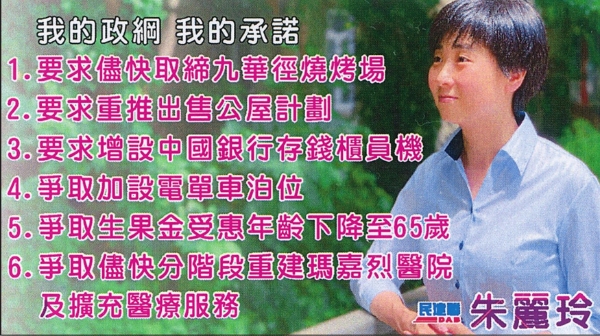 我的政綱 我的承諾
1.要求儘快取締九華徑燒烤場
2.要求重推出售公屋計劃
3.要求增設中國銀行存錢櫃員機
4.爭取加設電單車泊位
5.爭取生果金受惠年齡下降至65歲
6.爭取儘快分階段重建瑪嘉烈醫院
及擴充醫療服務
民建聯
DAB
朱麗玲